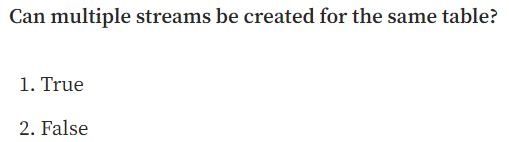 Can multiple streams be created for the same table?
1. True
2. False